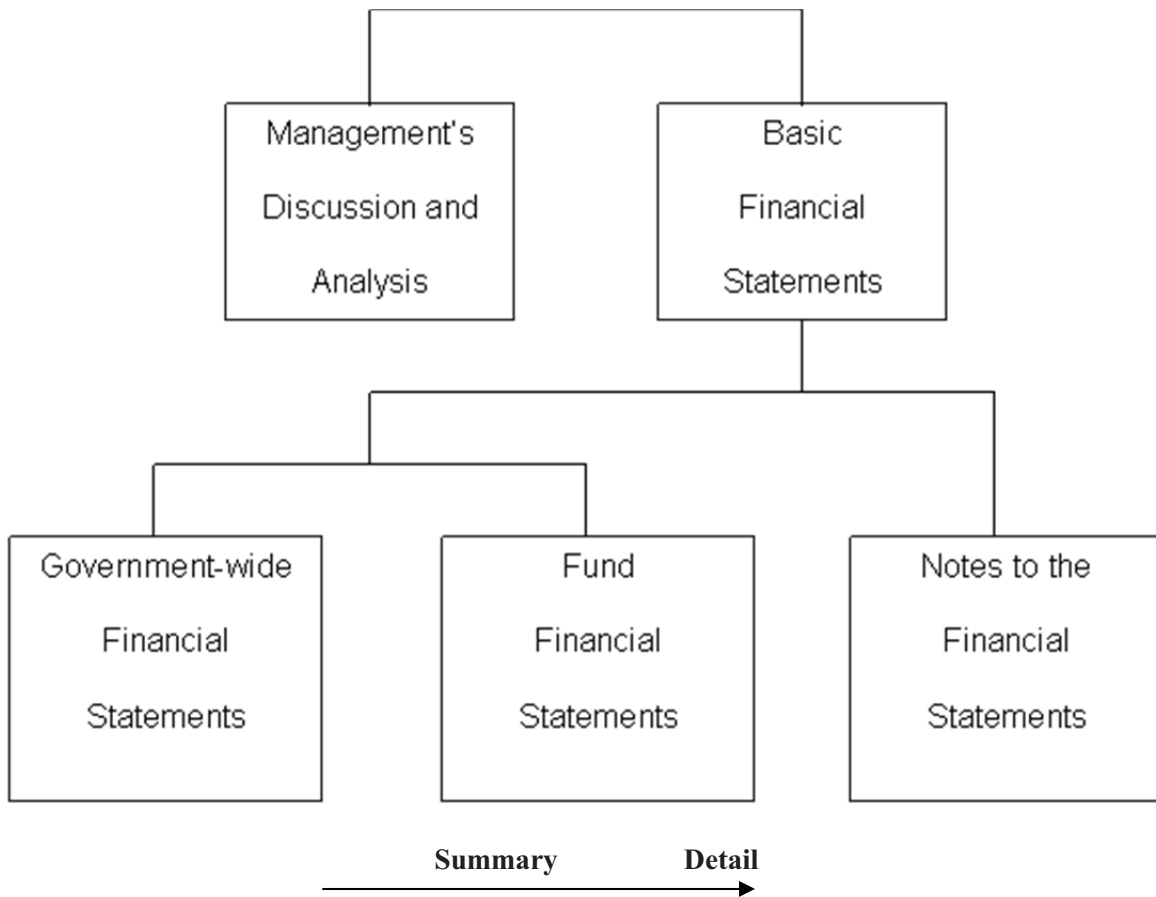 Management's
Discussion and
Analysis
Basic
Financial
Statements
Government-wide
Financial
Statements
Fund
Financial
Statements
Notes to the
Financial
Statements
Summary Detail